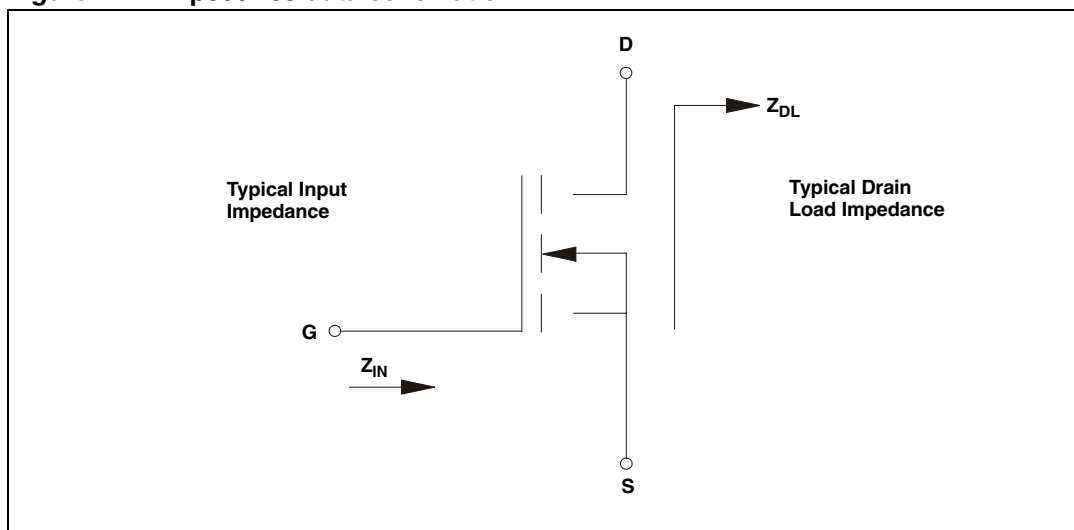 D
Z_DL
Typical Input
Impedance
Typical Drain
Load Impedance
G
Z_IN
S